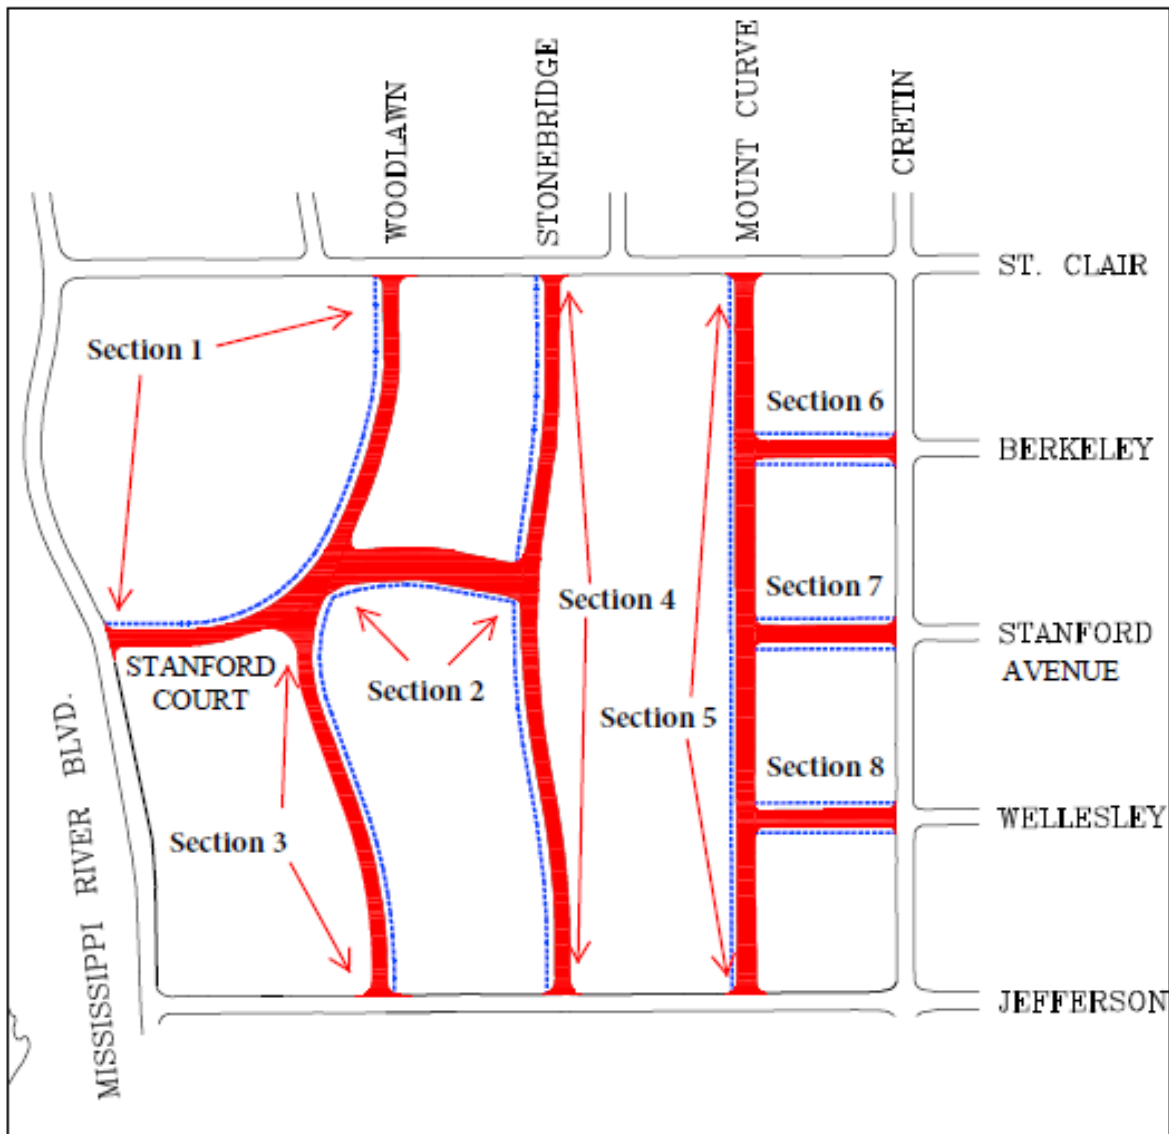 WOODLAWN
STONEBRIDGE
MOUNT CURVE
CRETIN
ST. CLAIR
Section 1
Section 6
BERKELEY
Section 7
Section 4
STANFORD
AVENUE
STANFORD
COURT
Section 2
Section 5
MISSISSIPPI RIVER BLVD.
Section 8
WELLESLEY
Section 3
JEFFERSON